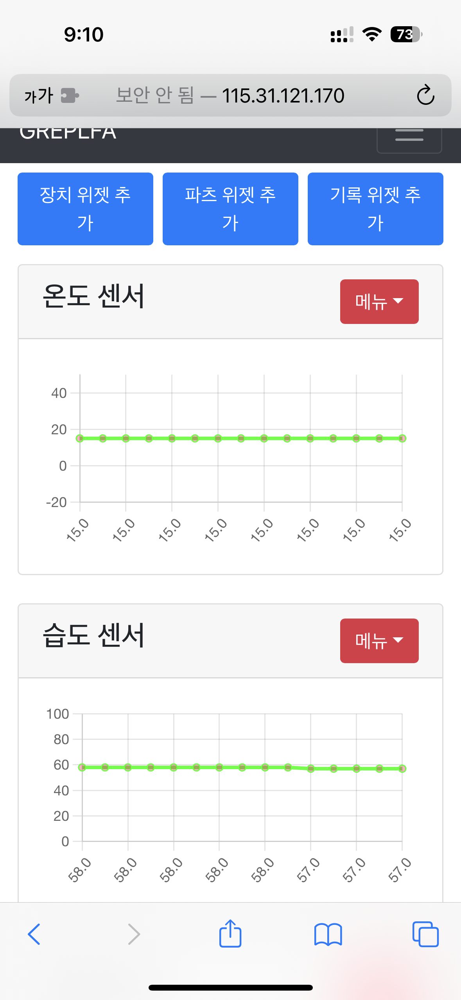 9:10
73
가가 보안 안 됨 — 115.31.121.170
GREPLFA
장치 위젯 추
가
파츠 위젯 추
가
기록 위젯 추
가
온도 센서
메뉴
40
20
0
-20
15.0 15.0 15.0 15.0 15.0 15.0 15.0 15.0
습도 센서
메뉴
100
80
60
40
20
0
58.0 58.0 58.0 58.0 58.0 57.0 57.0 57.0